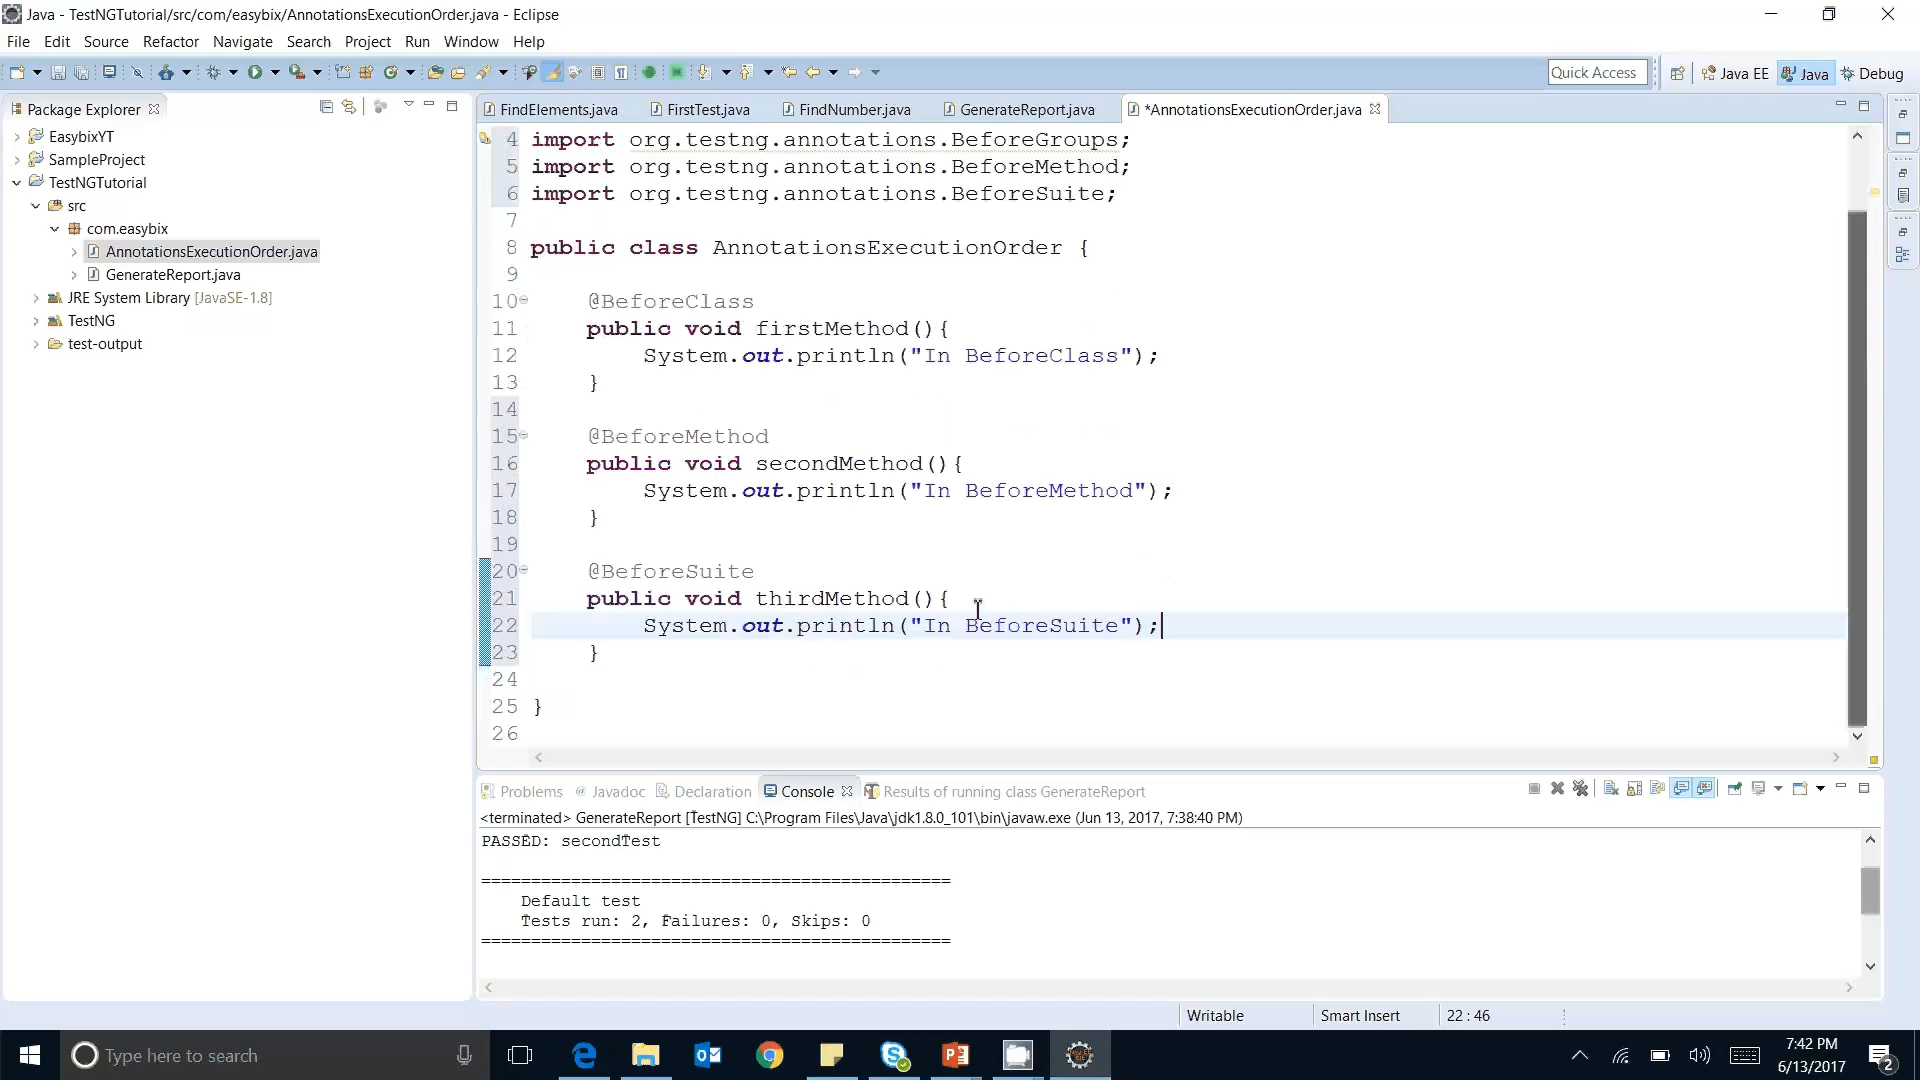 Java - TestNGTutorial/src/com/easybix/AnnotationsExecutionOrder.java - Eclipse
File Edit Source Refactor Navigate Search Project Run Window Help
Quick Access
Java EE
Java
Debug
Package Explorer
EasybixYT
SampleProject
TestNGTutorial
src
com.easybix
AnnotationsExecutionOrder.java
GenerateReport.java
JRE System Library [JavaSE-1.8]
TestNG
test-output
FindElements.java FirstTest.java FindNumber.java GenerateReport.java *AnnotationsExecutionOrder.java
4 import org.testng.annotations.BeforeGroups;
5 import org.testng.annotations.BeforeMethod;
6 import org.testng.annotations.BeforeSuite;
7
8 public class AnnotationsExecutionOrder {
9
10 @BeforeClass
11 public void firstMethod(){
12 System.out.println("In BeforeClass");
13 }
14
15 @BeforeMethod
16 public void secondMethod(){
17 System.out.println("In BeforeMethod");
18 }
19
20 @BeforeSuite
21 public void thirdMethod(){
22 System.out.println("In BeforeSuite");
23 }
24
25 }
26
Problems Javadoc Declaration Console Results of running class GenerateReport
<terminated> GenerateReport [TestNG] C:\Program Files\Java\jdk1.8.0_101\bin\javaw.exe (Jun 13, 2017, 7:38:40 PM)
PASSED: secondTest
===============================================
Default test
Tests run: 2, Failures: 0, Skips: 0
===============================================
Writable Smart Insert 22 : 46
Type here to search
7:42 PM
6/13/2017
2